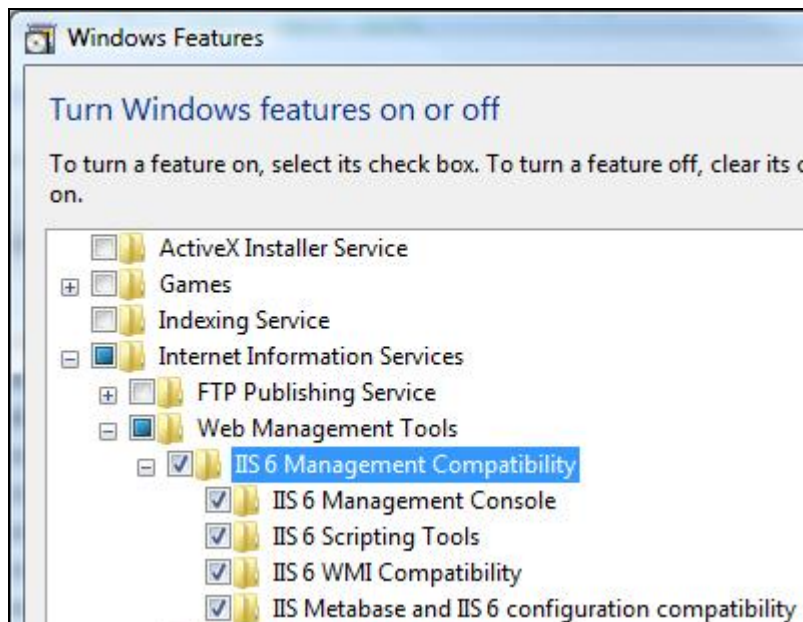 Windows Features
Turn Windows features on or off
To turn a feature on, select its check box. To turn a feature off, clear its
on.
ActiveX Installer Service
Games
Indexing Service
Internet Information Services
FTP Publishing Service
Web Management Tools
IIS 6 Management Compatibility
IIS 6 Management Console
IIS 6 Scripting Tools
IIS 6 WMI Compatibility
IIS Metabase and IIS 6 configuration compatibility